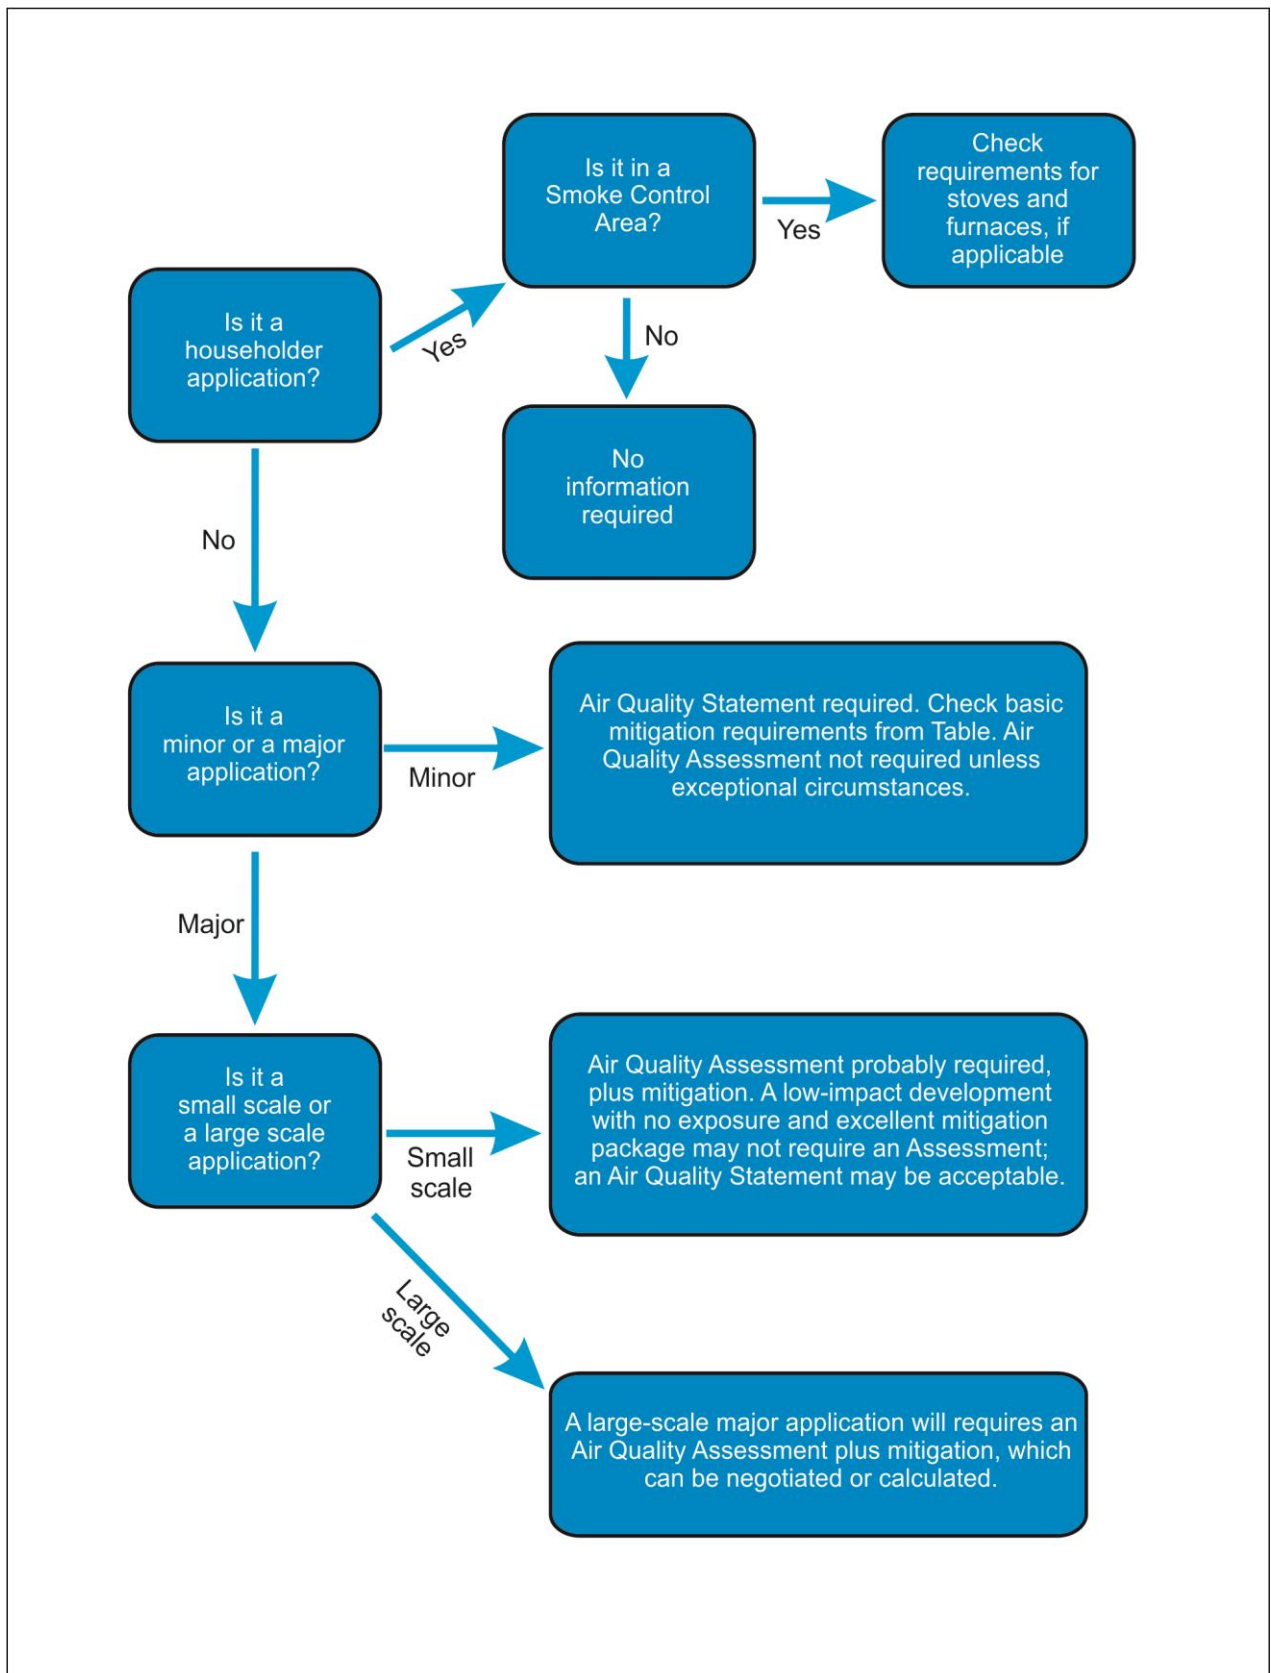 Is it in a
Smoke Control
Area?
Yes
Check
requirements for
stoves and
furnaces, if
applicable
Is it a
householder
application?
Yes
No
No
information
required
No
Is it a
minor or a major
application?
Minor
Air Quality Statement required. Check basic
mitigation requirements from Table. Air
Quality Assessment not required unless
exceptional circumstances.
Major
Is it a
small scale or
a large scale
application?
Small
scale
Air Quality Assessment probably required,
plus mitigation. A low-impact development
with no exposure and excellent mitigation
package may not require an Assessment;
an Air Quality Statement may be acceptable.
Large
scale
A large-scale major application will requires an
Air Quality Assessment plus mitigation, which
can be negotiated or calculated.